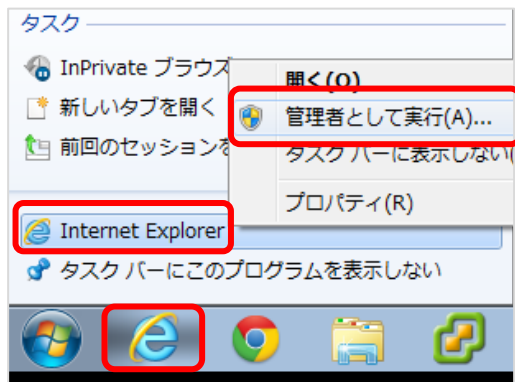 タスク
InPrivate ブラウズ
新しいタブを開く
前回のセッションを
開く(O)
管理者として実行(A)...
タスク バーに表示しない(
プロパティ(R)
Internet Explorer
タスク バーにこのプログラムを表示しない